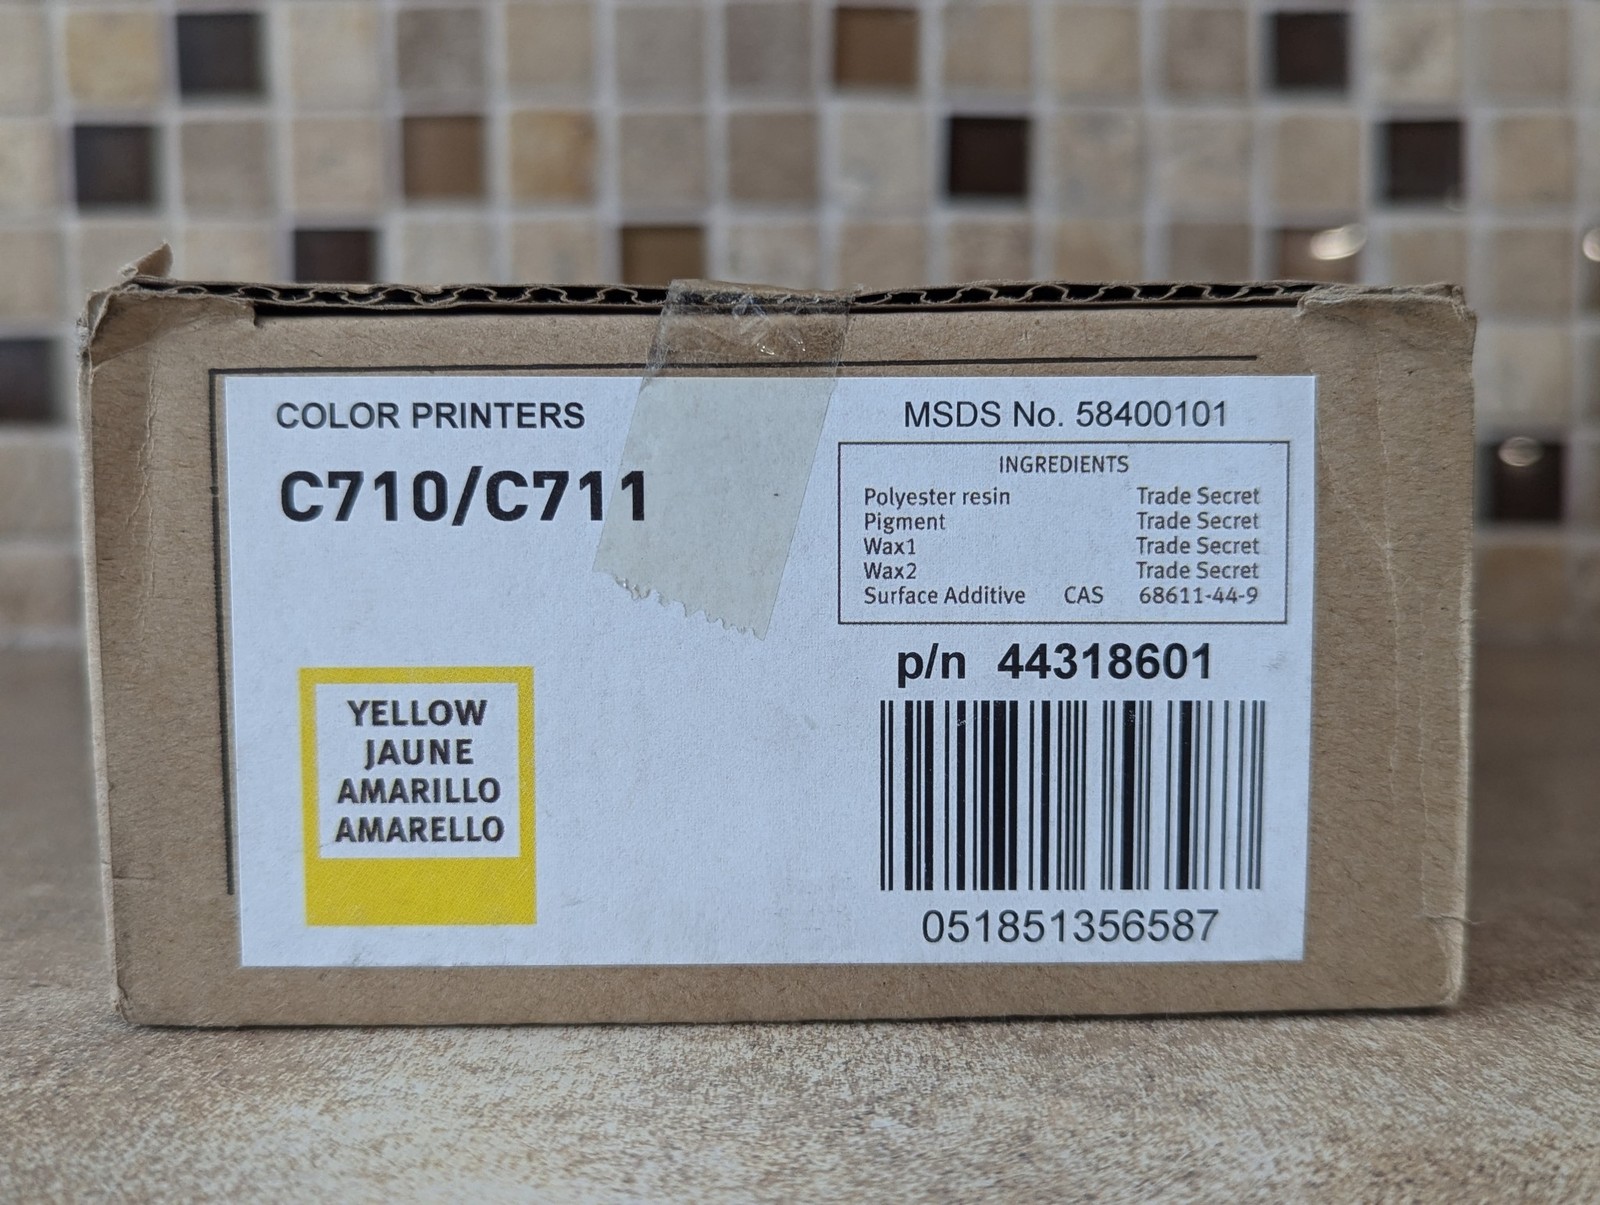 COLOR PRINTERS
C710/C711
YELLOW
JAUNE
AMARILLO
AMARELLO
MSDS No. 58400101
INGREDIENTS
Polyester resin Trade Secret
Pigment Trade Secret
Wax1 Trade Secret
Wax2 Trade Secret
Surface Additive CAS 68611-44-9
p/n 44318601
051851356587